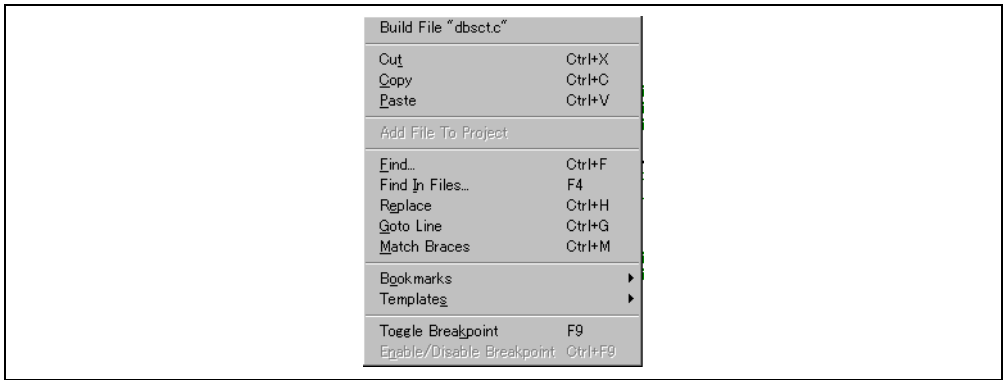 Build File "dbsct.c"
Cut Ctrl+X
Copy Ctrl+C
Paste Ctrl+V
Add File To Project
Find... Ctrl+F
Find In Files... F4
Replace Ctrl+H
Goto Line Ctrl+G
Match Braces Ctrl+M
Bookmarks
Templates
Toggle Breakpoint F9
Enable/Disable Breakpoint Ctrl+F9